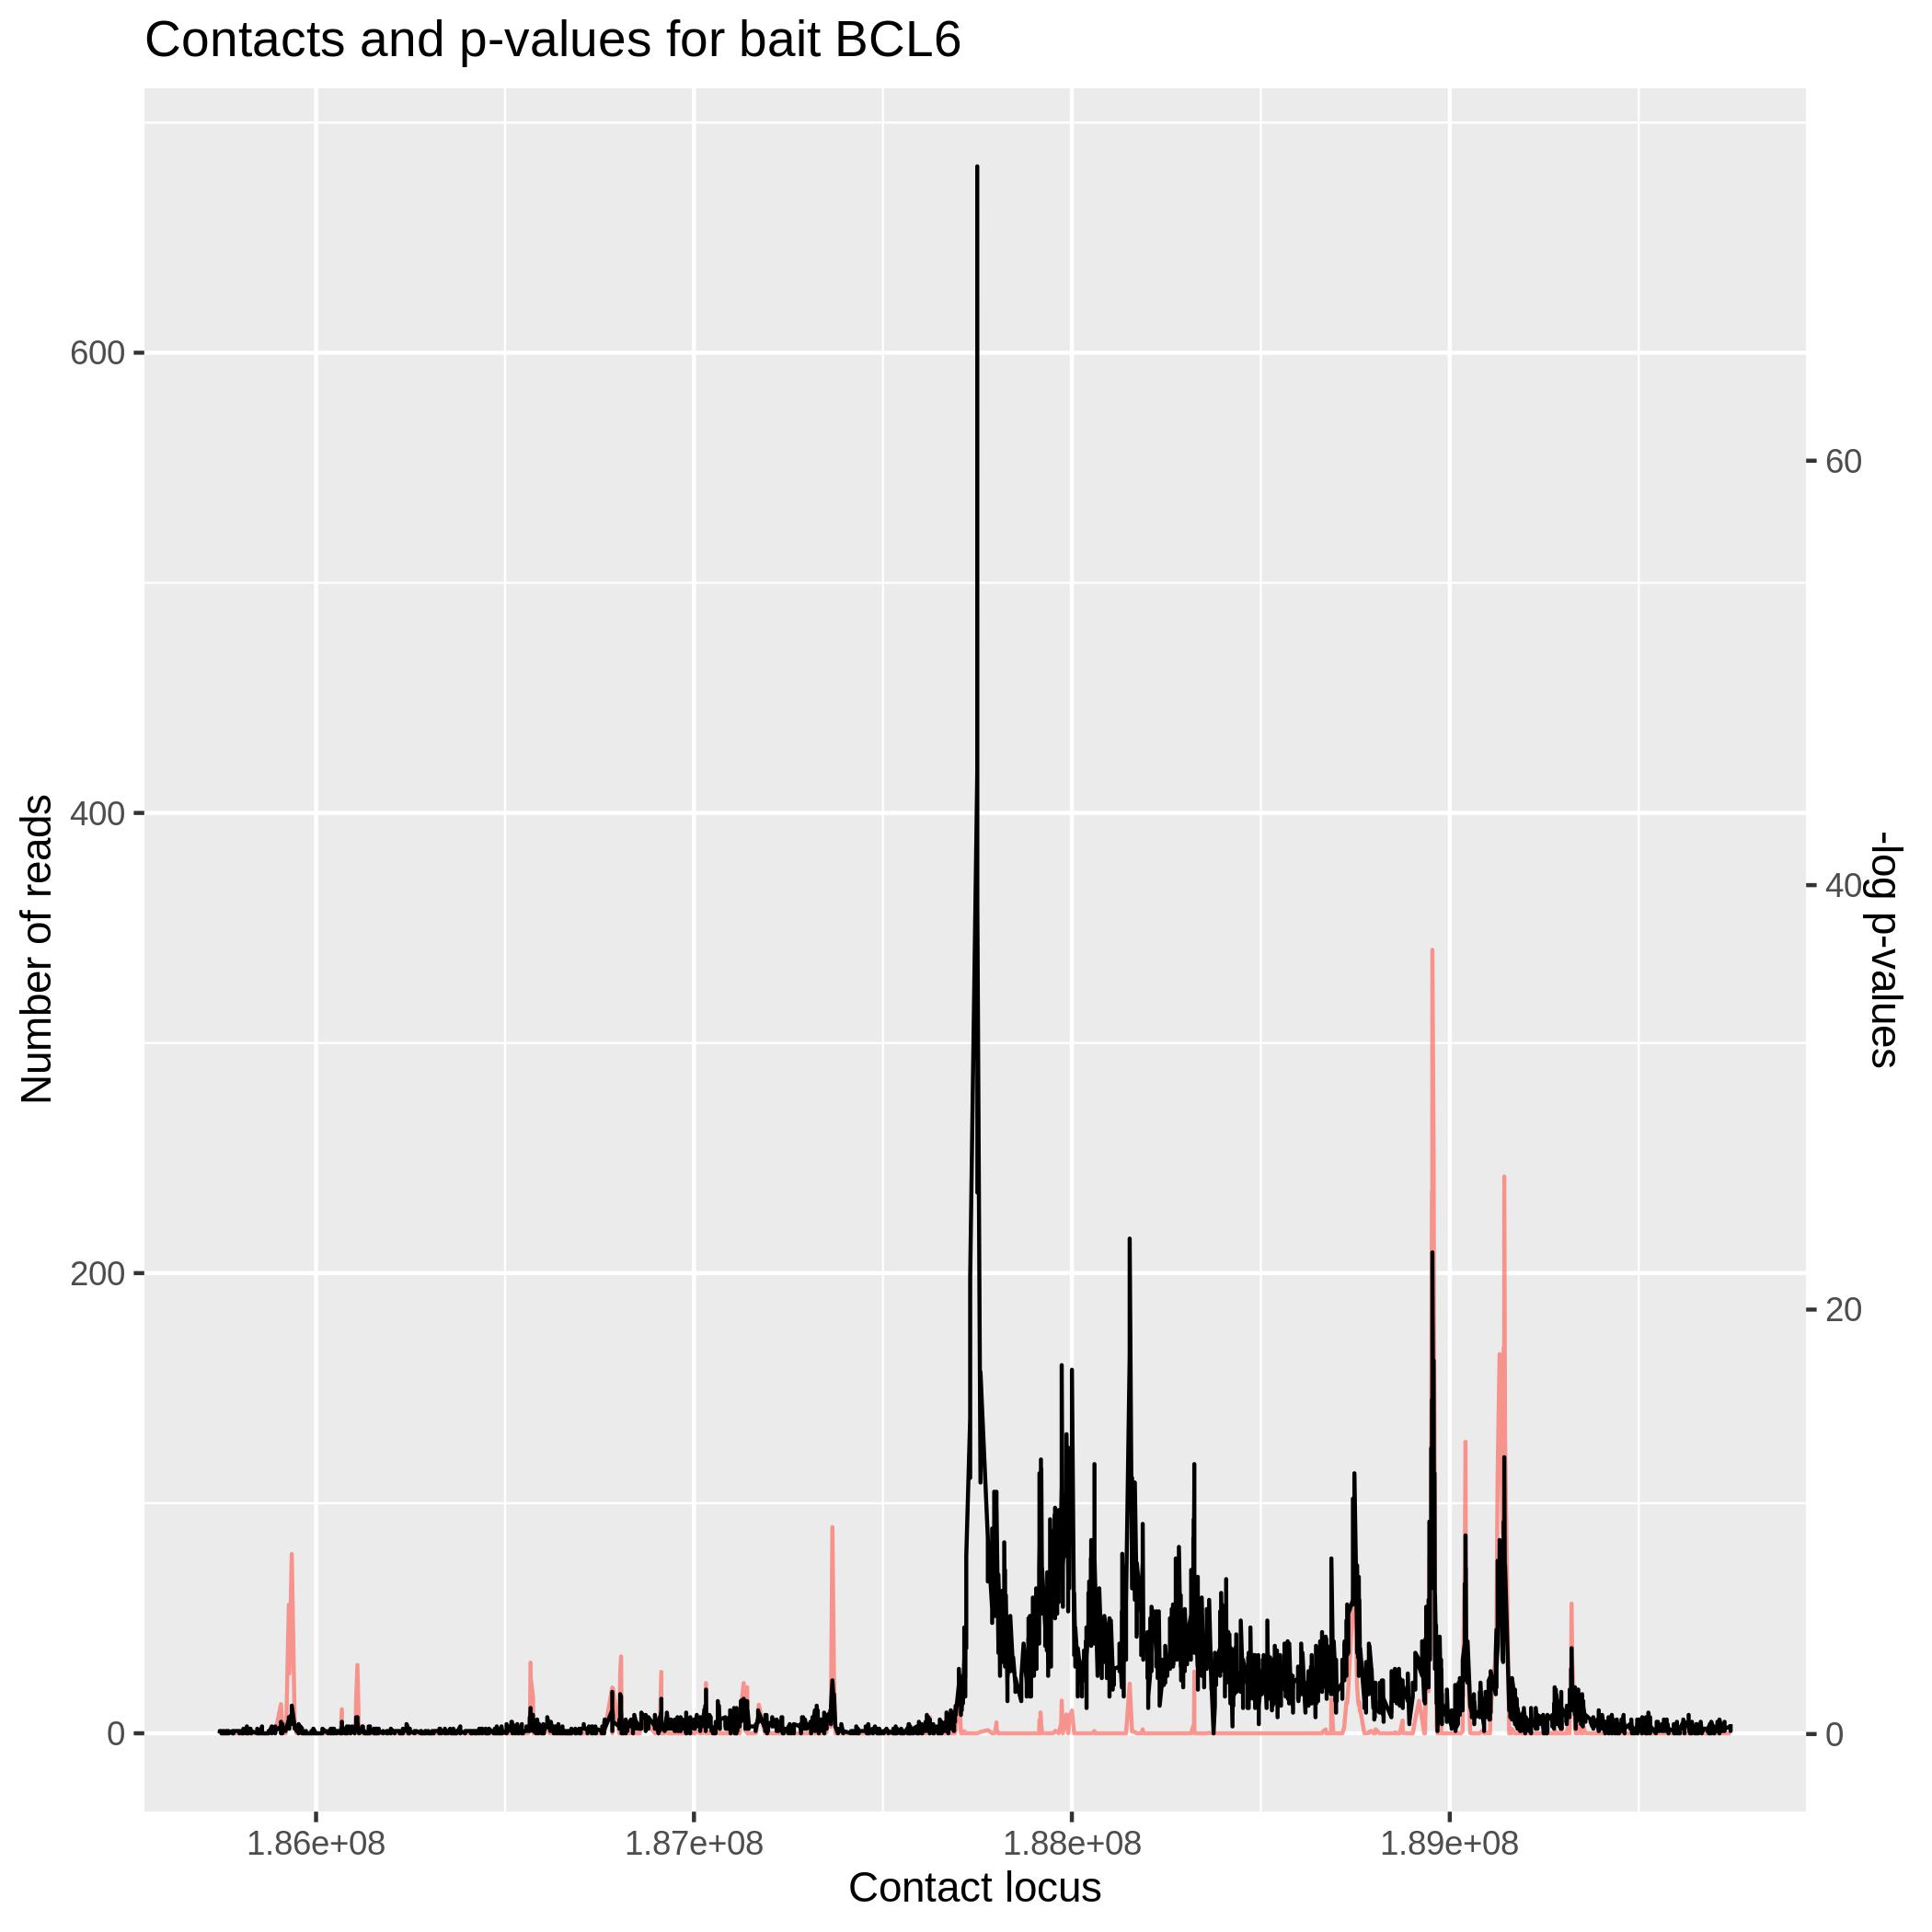 Contacts and p-values for bait BCL6
600
400
200
0
Number of reads
60
40
20
0
-log p-values
1.86e+08
1.87e+08
1.88e+08
1.89e+08
Contact locus